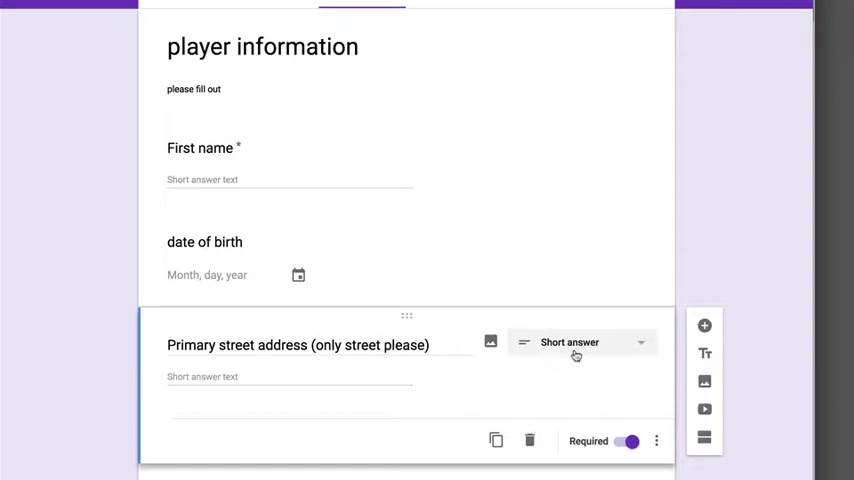 player information
please fill out
First name *
Short answer text
date of birth
Month, day, year
Primary street address (only street please)
Short answer
Short answer text
Required
Tт